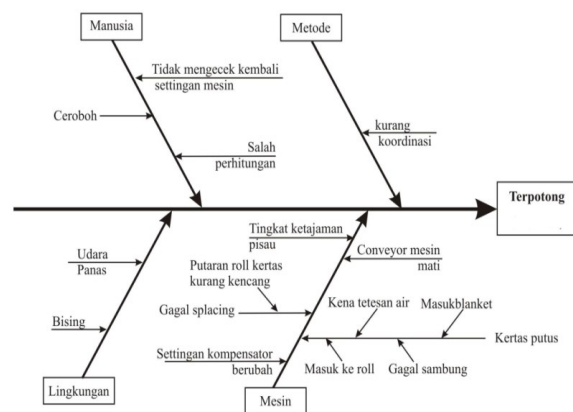 Manusia
Metode
Tidak mengecek kembali
settingan mesin
Ceroboh
Salah
perhitungan
kurang
koordinasi
Terpotong
Tingkat ketajaman
pisau
Udara
Panas
Conveyor mesin
mati
Putaran roll kertas
kurang kencang
Kena tetesan air
Masukblanket
Gagal splacing
Bising
Kertas putus
Settingan kompensator
berubah
Masuk ke roll
Gagal sambung
Lingkungan
Mesin